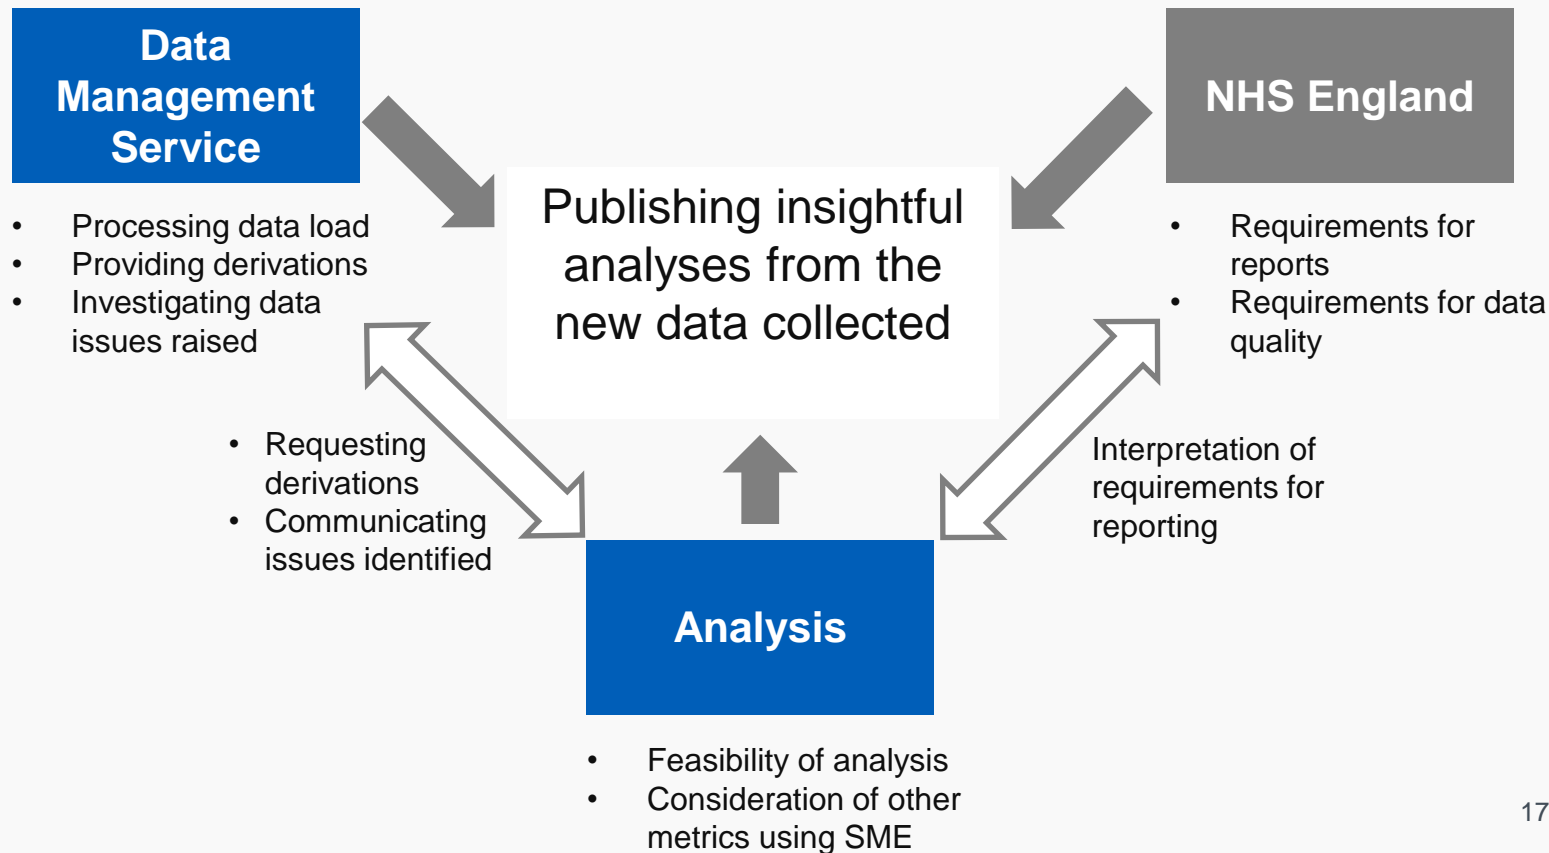 Data
Management
Service
NHS England
Publishing insightful
analyses from the
new data collected
• Processing data load
• Providing derivations
• Investigating data
issues raised
• Requirements for
reports
• Requirements for data
quality
• Requesting
derivations
• Communicating
issues identified
Interpretation of
requirements for
reporting
Analysis
• Feasibility of analysis
• Consideration of other
metrics using SME
17